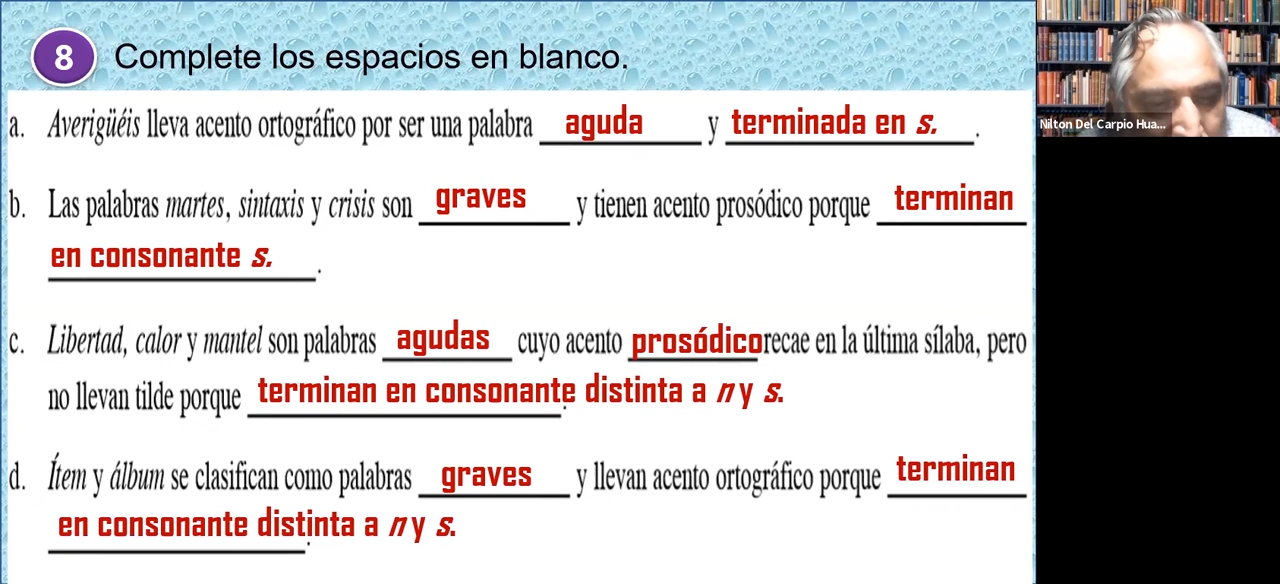 8 Complete los espacios en blanco.
a. Averigüéis lleva acento ortográfico por ser una palabra aguda y terminada en s. .
b. Las palabras martes, sintaxis y crisis son graves y tienen acento prosódico porque terminan
en consonante s. .
c. Libertad, calor y mantel son palabras agudas cuyo acento prosódico recae en la última sílaba, pero
no llevan tilde porque terminan en consonante distinta a n y s. .
d. Ítem y álbum se clasifican como palabras graves y llevan acento ortográfico porque terminan
en consonante distinta a n y s. .
Nilton Del Carpio Hua...